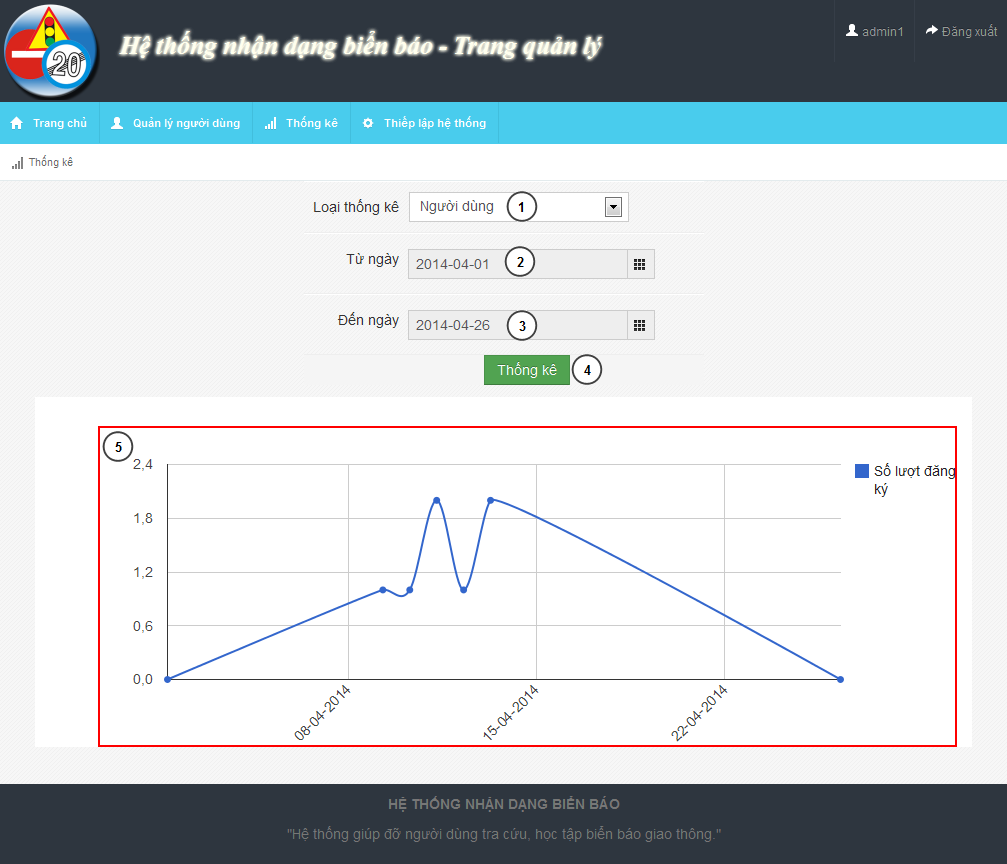 20
Hệ thống nhận dạng biển báo - Trang quản lý
admin1
Đăng xuất
Trang chủ
Quản lý người dùng
Thống kê
Thiếp lập hệ thống
Thống kê
Loại thống kê
Người dùng
1
Từ ngày
2014-04-01
2
Đến ngày
2014-04-26
3
Thống kê
4
5
2,4
1,8
1,2
0,6
0,0
08-04-2014
15-04-2014
22-04-2014
Số lượt đăng
ký
HỆ THỐNG NHẬN DẠNG BIỂN BÁO
"Hệ thống giúp đỡ người dùng tra cứu, học tập biển báo giao thông."